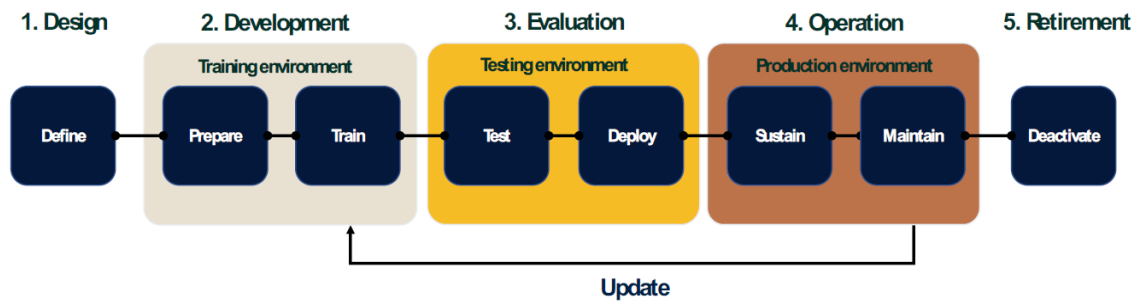 1. Design
2. Development
3. Evaluation
4. Operation
5. Retirement
Training environment
Testing environment
Production environment
Define
Prepare
Train
Test
Deploy
Sustain
Maintain
Deactivate
Update